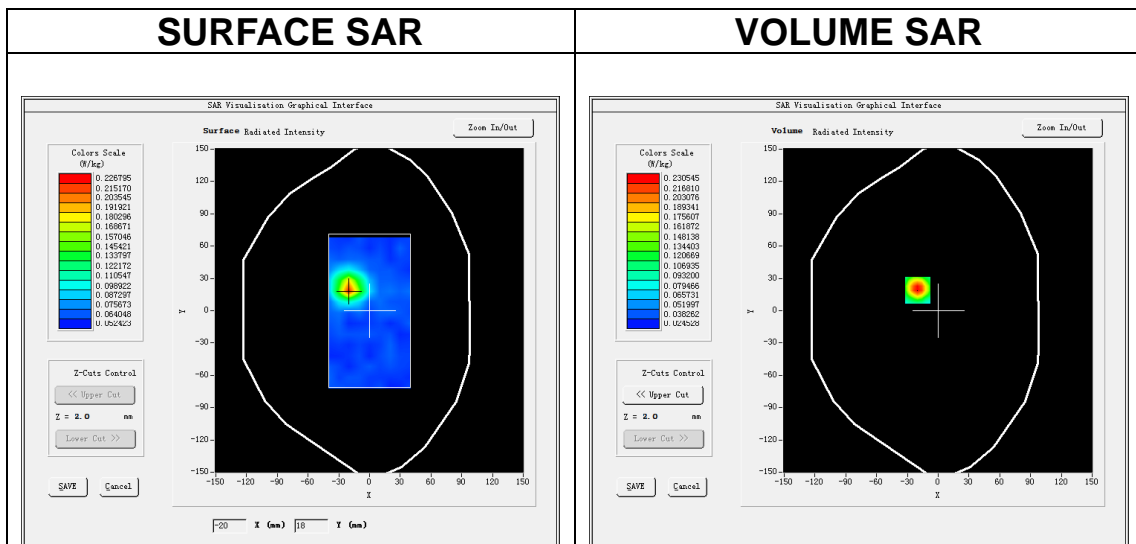 SURFACE SAR
VOLUME SAR
SAR Visualisation Graphical Interface
Surface Radiated Intensity
Zoom In/Out
Colors Scale
(W/kg)
0.226795
0.215170
0.203545
0.191921
0.180296
0.168671
0.157046
0.145421
0.133797
0.122172
0.110547
0.098922
0.087297
0.075673
0.064048
0.052423
150
120
90
60
30
0
-30
-60
-90
-120
-150
Y
-150 -120 -90 -60 -30 0 30 60 90 120 150
X
Z-Cuts Control
<< Upper Cut
Z = 2.0 mm
Lower Cut >>
SAVE Cancel
-20 X (mm) 18 Y (mm)
SAR Visualisation Graphical Interface
Volume Radiated Intensity
Zoom In/Out
Colors Scale
(W/kg)
0.230545
0.216810
0.203076
0.189341
0.175607
0.161872
0.148138
0.134403
0.120669
0.106935
0.093200
0.079466
0.065731
0.051997
0.038262
0.024528
150
120
90
60
30
0
-30
-60
-90
-120
-150
Y
-150 -120 -90 -60 -30 0 30 60 90 120 150
X
Z-Cuts Control
<< Upper Cut
Z = 2.0 mm
Lower Cut >>
SAVE Cancel